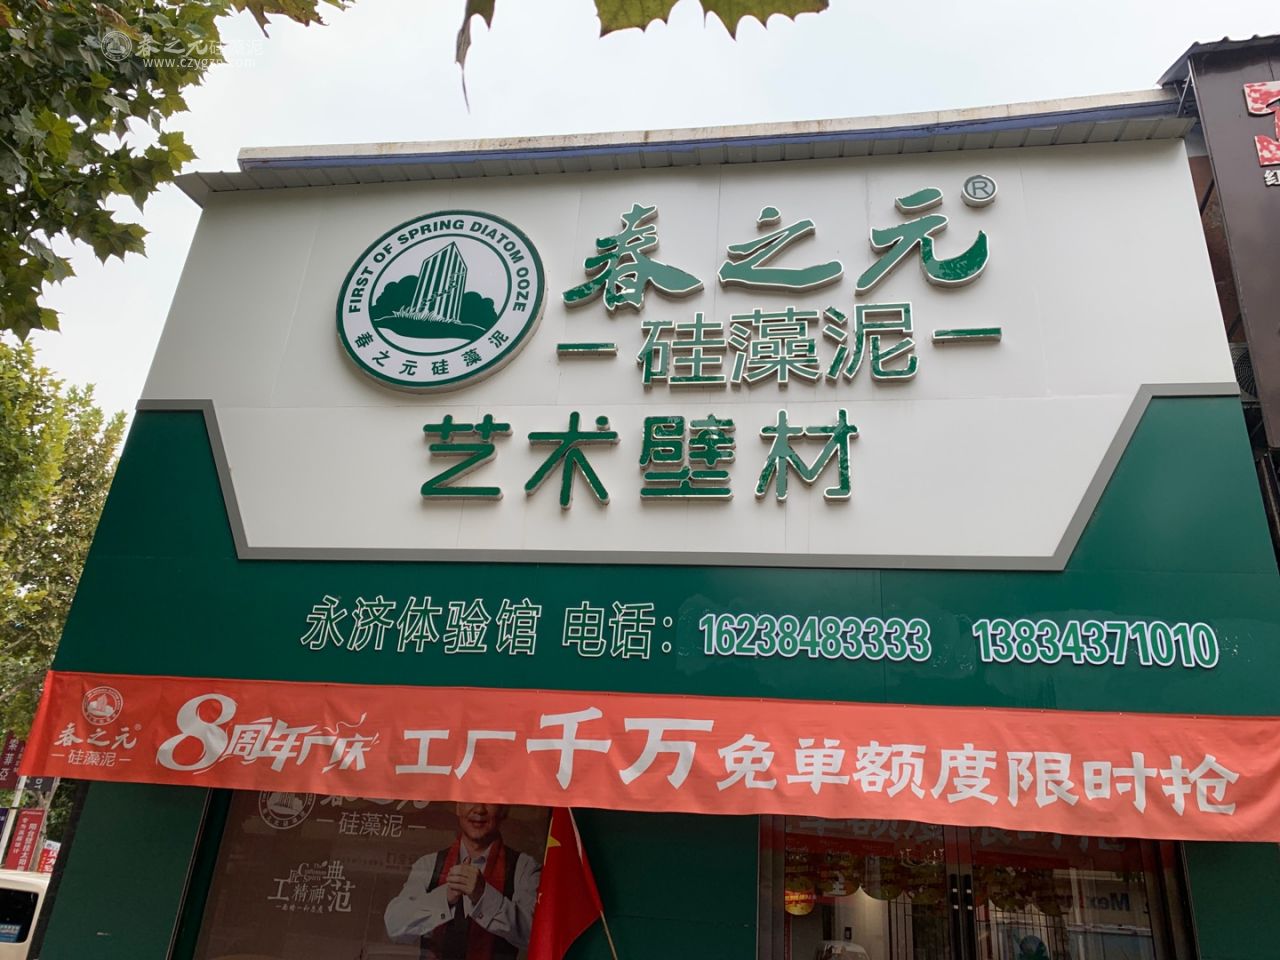 春之元硅藻泥
www.czygzn.com
FIRST OF SPRING DIATOM OOZE
春之元硅藻泥
春之元®
硅藻泥
艺术壁材
永济体验馆 电话：16238483333 13834371010
春之元®
硅藻泥
8周年广庆 工厂千万免单额度限时抢
春之元
硅藻泥
工匠精神典范